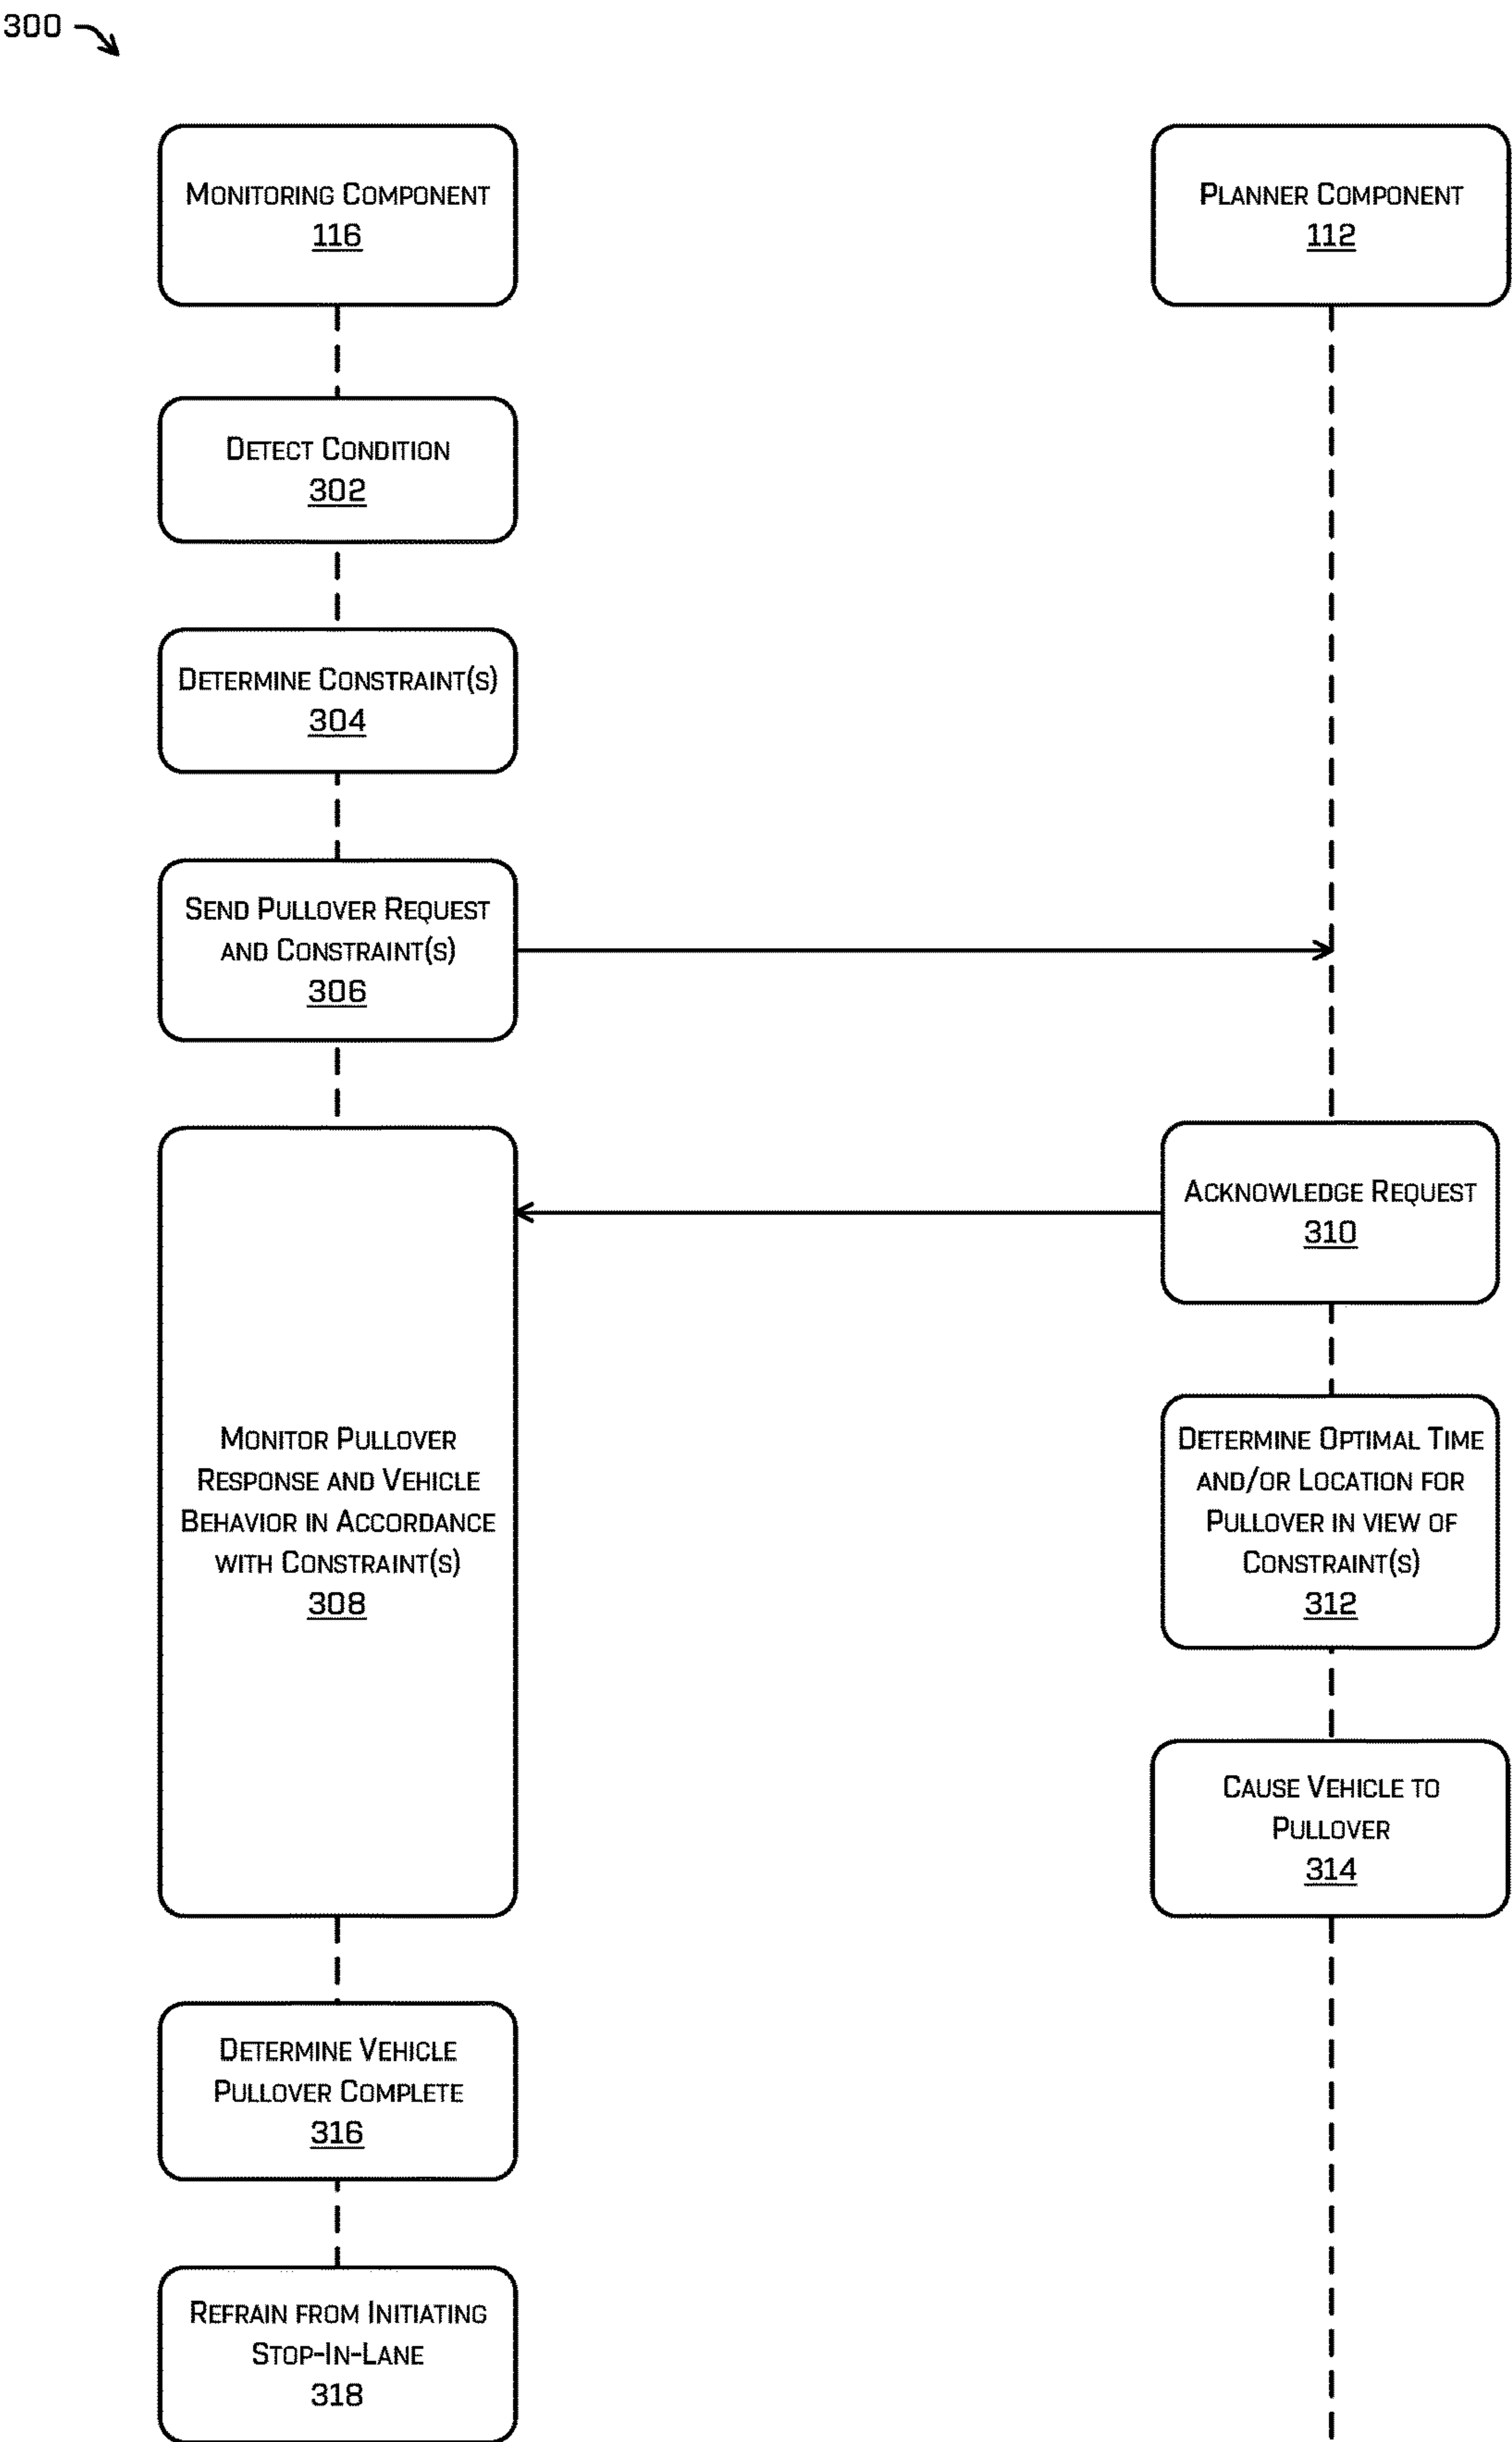 300
Monitoring Component
116
Planner Component
112
Detect Condition
302
Determine Constraint(s)
304
Send Pullover Request
and Constraint(s)
306
Acknowledge Request
310
Monitor Pullover
Response and Vehicle
Behavior in Accordance
with Constraint(s)
308
Determine Optimal Time
and/or Location for
Pullover in view of
Constraint(s)
312
Cause Vehicle to
Pullover
314
Determine Vehicle
Pullover Complete
316
Refrain from Initiating
Stop-In-Lane
318